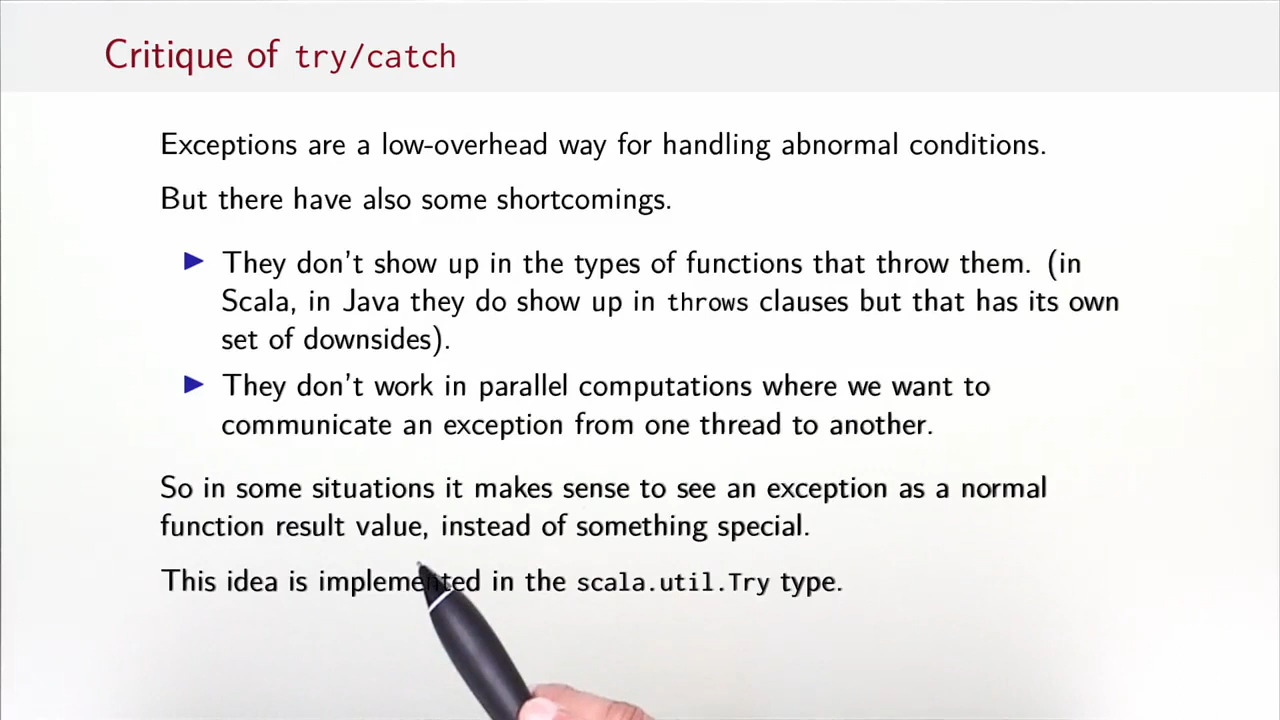 Critique of try/catch
Exceptions are a low-overhead way for handling abnormal conditions.
But there have also some shortcomings.
They don't show up in the types of functions that throw them. (in
Scala, in Java they do show up in throws clauses but that has its own
set of downsides).
They don't work in parallel computations where we want to
communicate an exception from one thread to another.
So in some situations it makes sense to see an exception as a normal
function result value, instead of something special.
This idea is implemented in the scala.util.Try type.